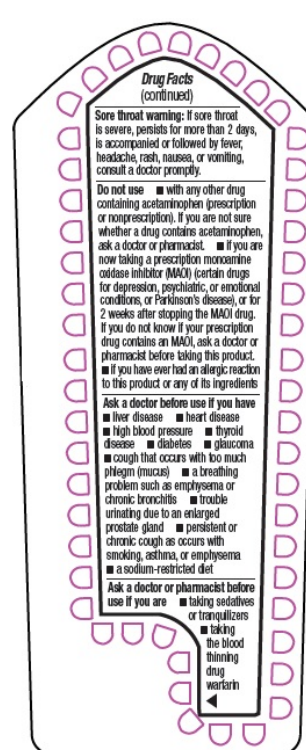 Drug Facts
(continued)
Sore throat warning: If sore throat
is severe, persists for more than 2 days,
is accompanied or followed by fever,
headache, rash, nausea, or vomiting,
consult a doctor promptly.
Do not use ■ with any other drug
containing acetaminophen (prescription
or nonprescription). If you are not sure
whether a drug contains acetaminophen,
ask a doctor or pharmacist. ■ if you are
now taking a prescription monoamine
oxidase inhibitor (MAOI) (certain drugs
for depression, psychiatric, or emotional
conditions, or Parkinson's disease), or for
2 weeks after stopping the MAOI drug.
If you do not know if your prescription
drug contains an MAOI, ask a doctor or
pharmacist before taking this product.
■ if you have ever had an allergic reaction
to this product or any of its ingredients
Ask a doctor before use if you have
■ liver disease ■ heart disease
■ high blood pressure ■ thyroid
disease ■ diabetes ■ glaucoma
■ cough that occurs with too much
phlegm (mucus) ■ a breathing
problem such as emphysema or
chronic bronchitis ■ trouble
urinating due to an enlarged
prostate gland ■ persistent or
chronic cough as occurs with
smoking, asthma, or emphysema
■ a sodium-restricted diet
Ask a doctor or pharmacist before
use if you are ■ taking sedatives
or tranquilizers
■ taking
the blood
thinning
drug
warfarin